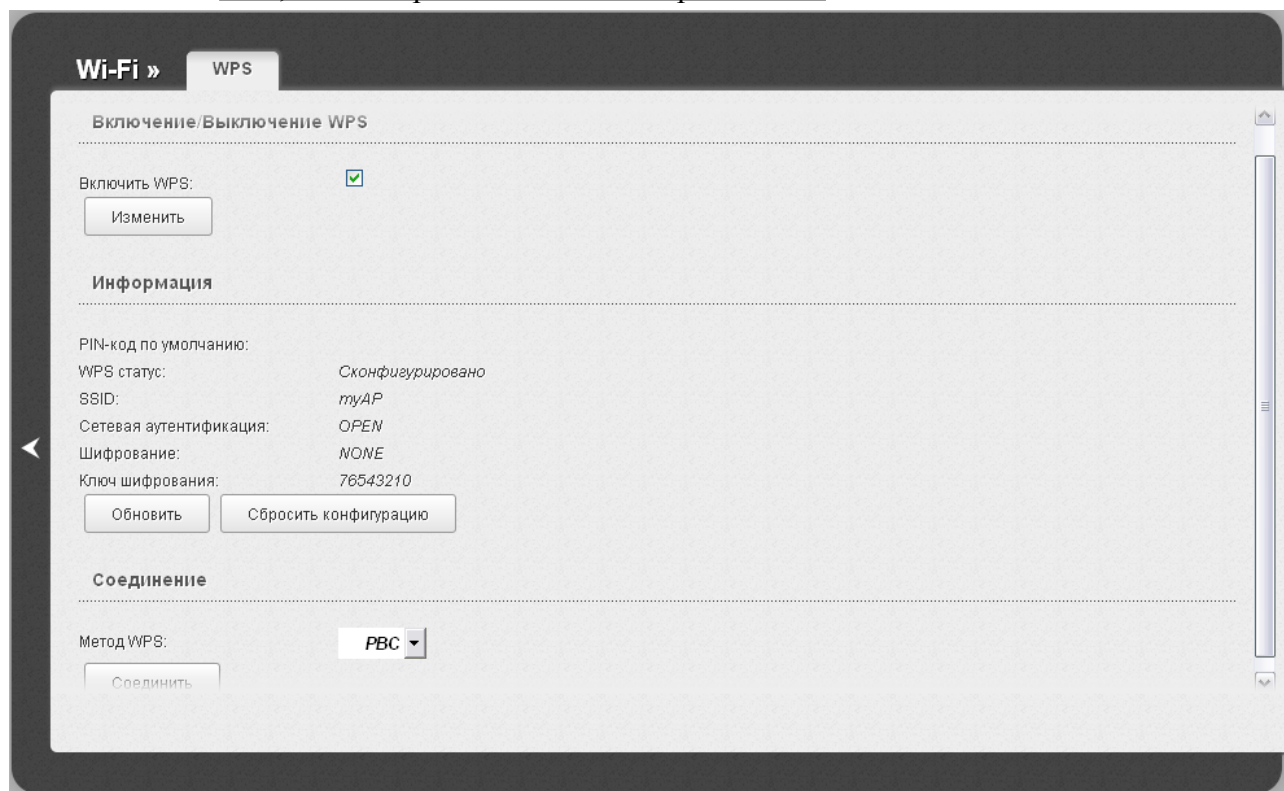 Wi-Fi » WPS
Включение/Выключение WPS
Включить WPS:
Изменить
Информация
PIN-код по умолчанию:
WPS статус: Сконфигурировано
SSID: myAP
Сетевая аутентификация: OPEN
Шифрование: NONE
Ключ шифрования: 76543210
Обновить Сбросить конфигурацию
Соединение
Метод WPS: PBC
Соединить